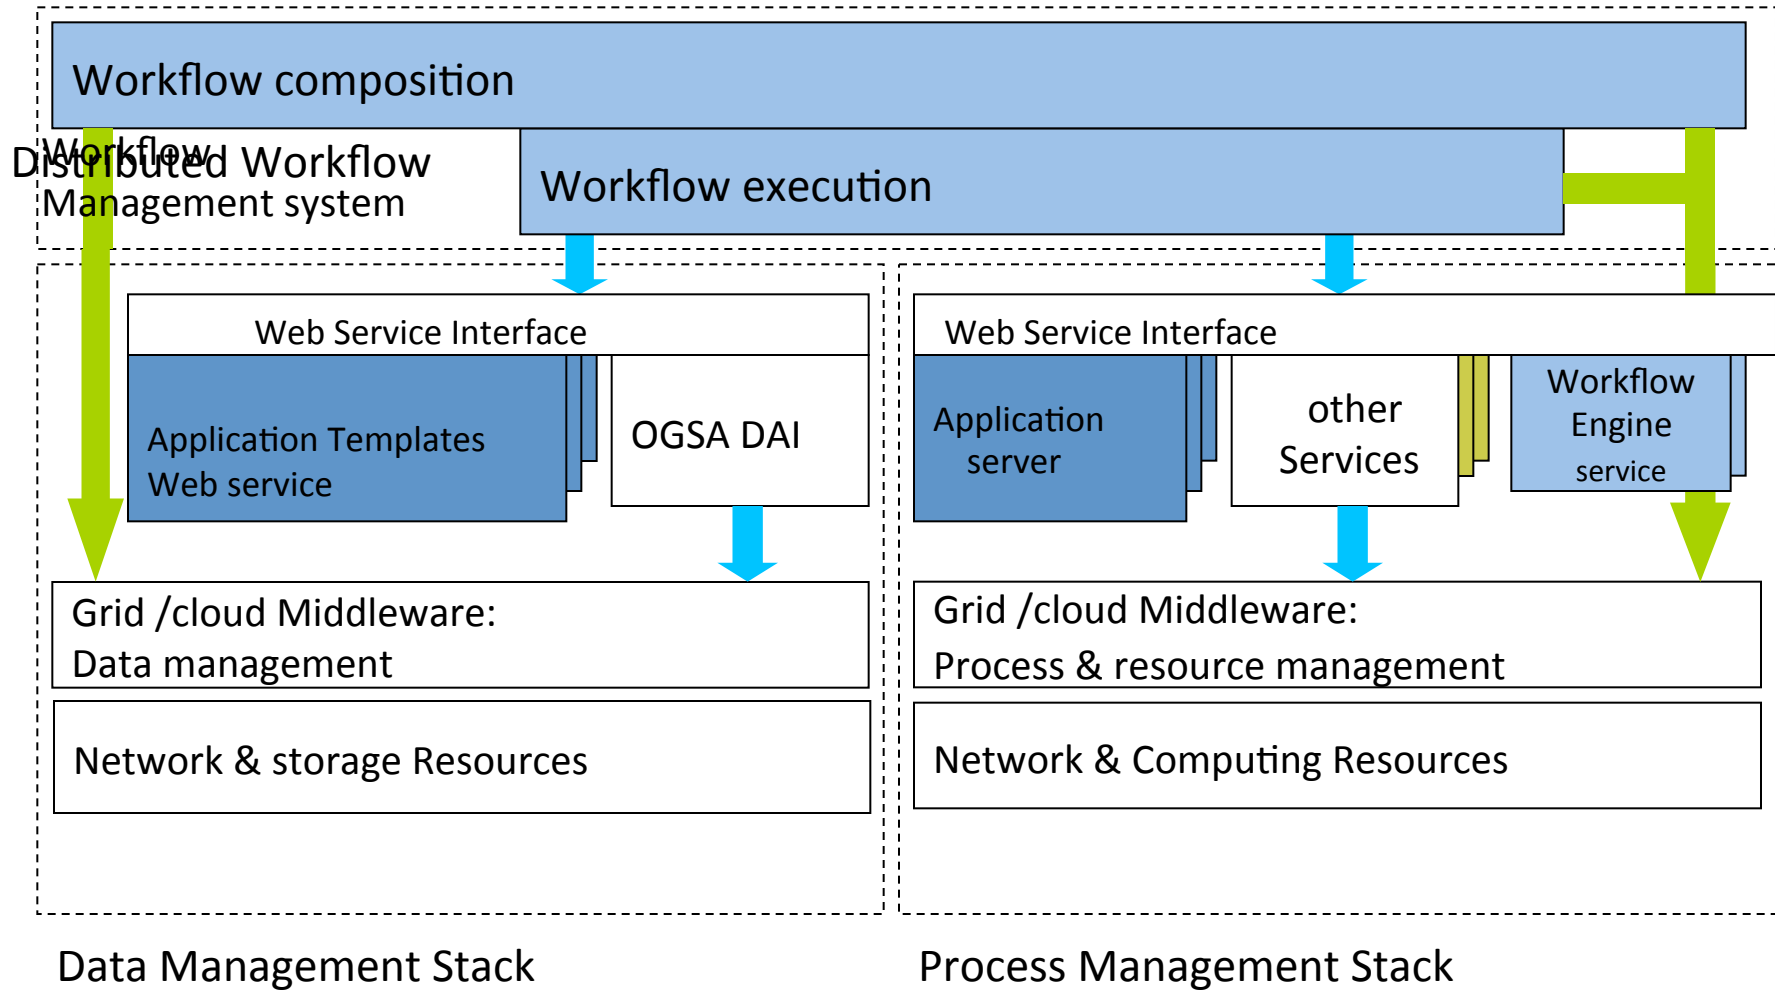 Workflow composition
Distributed Workflow
Workflow
Management system
Workflow execution
Web Service Interface
Application Templates
Web service
OGSA DAI
Web Service Interface
Application
server
other
Services
Workflow
Engine
service
Grid /cloud Middleware:
Data management
Grid /cloud Middleware:
Process & resource management
Network & storage Resources
Network & Computing Resources
Data Management Stack
Process Management Stack